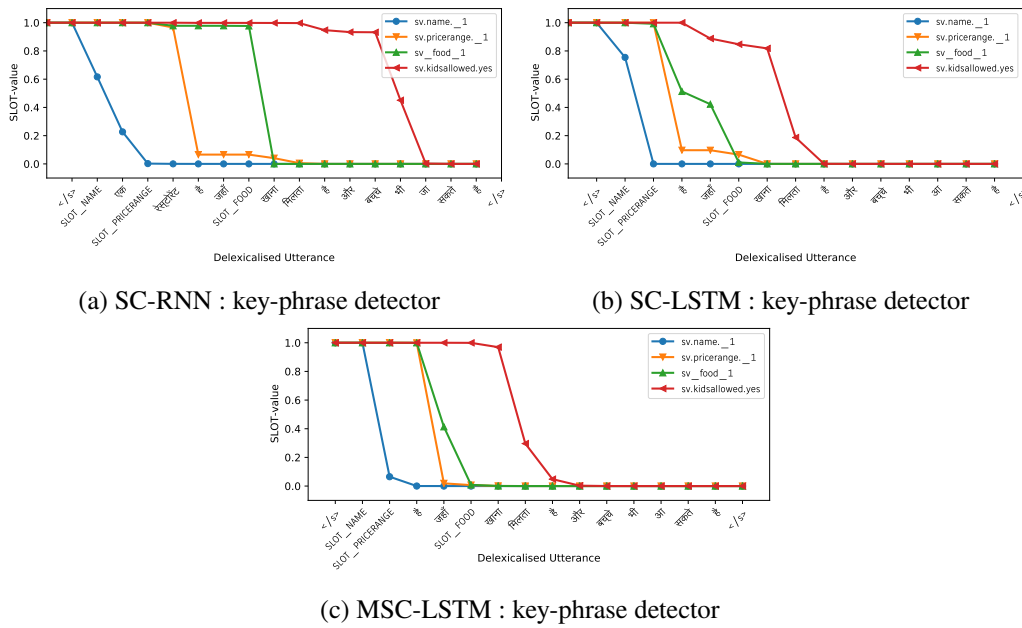 1.0
0.8
0.6
0.4
0.2
0.0
SLOT-value
sv.name._1
sv.pricerange._1
sv_food_1
sv.kidsallowed.yes
</s>
SLOT_NAME
एक
SLOT_PRICERANGE
रेस्टोरेंट
है
जहाँ
SLOT_FOOD
खाना
मिलता
है
और
बच्चे
भी
जा
सकते
है
</s>
Delexicalised Utterance
(a) SC-RNN : key-phrase detector
1.0
0.8
0.6
0.4
0.2
0.0
SLOT-value
sv.name._1
sv.pricerange._1
sv_food_1
sv.kidsallowed.yes
</s>
SLOT_NAME
SLOT_PRICERANGE
है
जहाँ
SLOT_FOOD
खाना
मिलता
है
और
बच्चे
भी
आ
सकते
है
</s
Delexicalised Utterance
(b) SC-LSTM : key-phrase detector
1.0
0.8
0.6
0.4
0.2
0.0
SLOT-value
sv.name._1
sv.pricerange._1
sv_food_1
sv.kidsallowed.yes
</s>
SLOT_NAME
SLOT_PRICERANGE
है
जहाँ
SLOT_FOOD
खाना
मिलता
है
और
बच्चे
भी
आ
सकते
है
</s>
Delexicalised Utterance
(c) MSC-LSTM : key-phrase detector